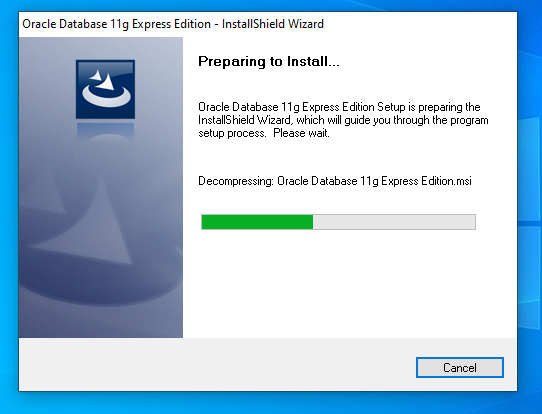 Oracle Database 11g Express Edition - InstallShield Wizard
Preparing to Install...
Oracle Database 11g Express Edition Setup is preparing the
InstallShield Wizard, which will guide you through the program
setup process. Please wait.
Decompressing: Oracle Database 11g Express Edition.msi
Cancel